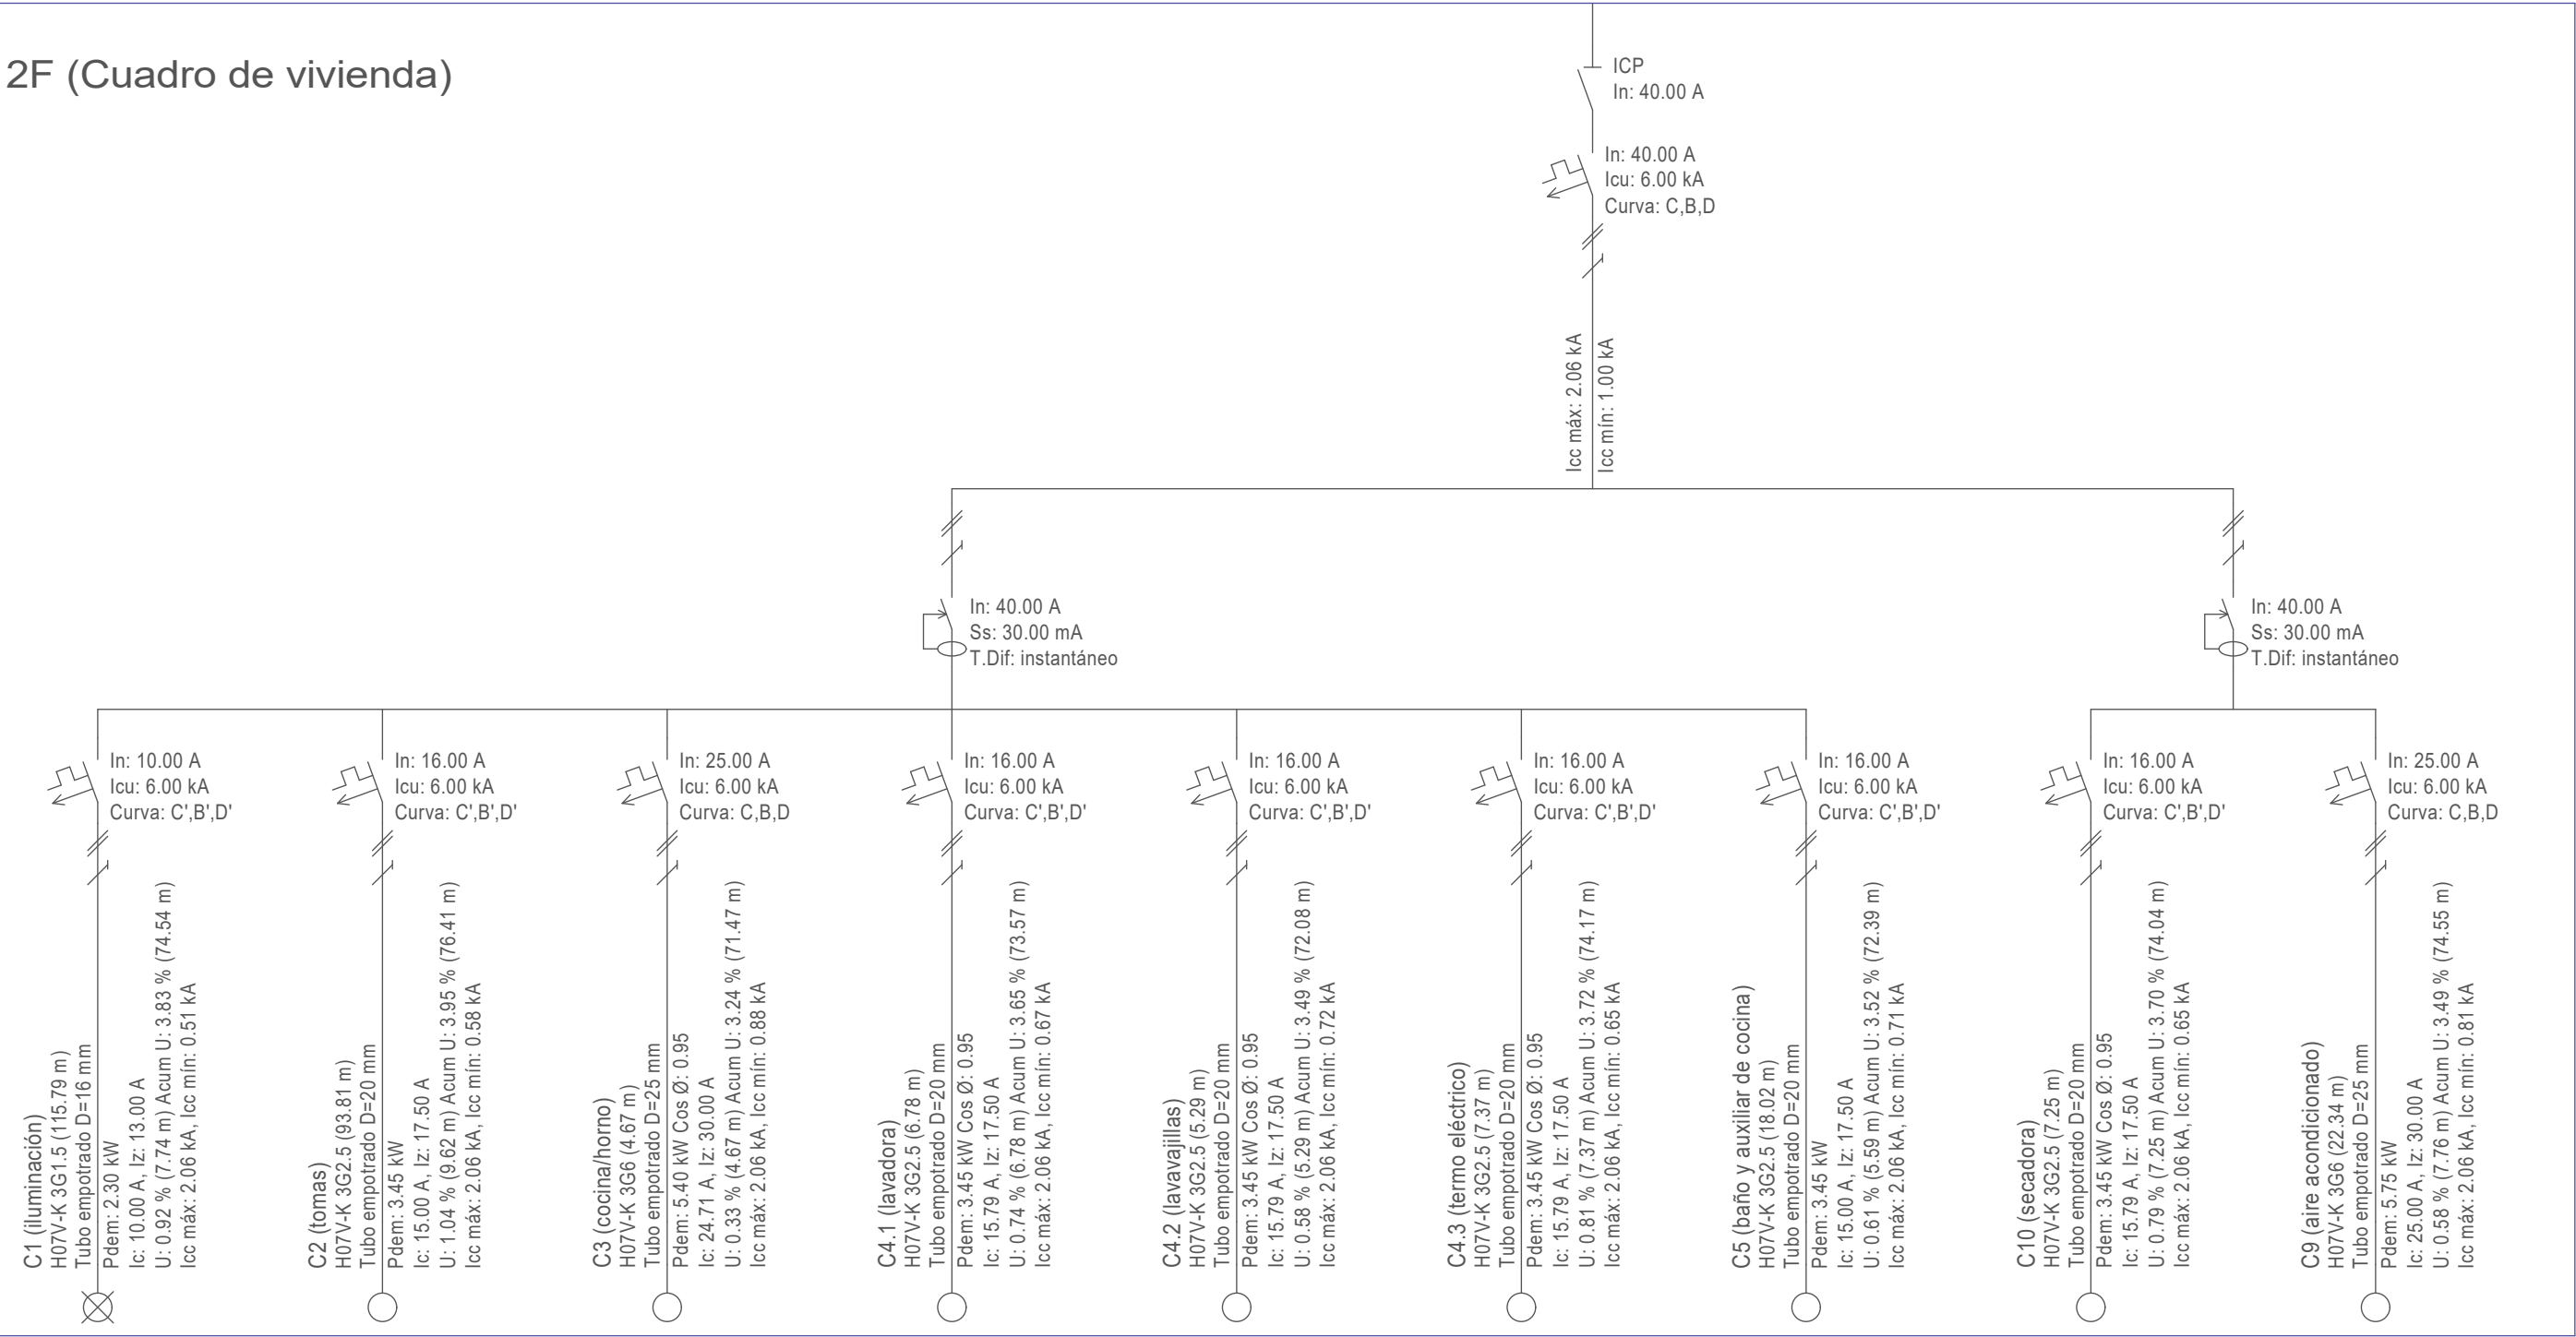 2F (Cuadro de vivienda)
ICP
In: 40.00 A
In: 40.00 A
Icu: 6.00 kA
Curva: C,B,D
Icc máx: 2.06 kA
Icc mín: 1.00 kA
In: 40.00 A
Ss: 30.00 mA
T.Dif: instantáneo
In: 40.00 A
Ss: 30.00 mA
T.Dif: instantáneo
In: 10.00 A
Icu: 6.00 kA
Curva: C',B',D'
In: 16.00 A
Icu: 6.00 kA
Curva: C',B',D'
In: 25.00 A
Icu: 6.00 kA
Curva: C,B,D
In: 16.00 A
Icu: 6.00 kA
Curva: C',B',D'
In: 16.00 A
Icu: 6.00 kA
Curva: C',B',D'
In: 16.00 A
Icu: 6.00 kA
Curva: C',B',D'
In: 16.00 A
Icu: 6.00 kA
Curva: C',B',D'
In: 16.00 A
Icu: 6.00 kA
Curva: C',B',D'
In: 25.00 A
Icu: 6.00 kA
Curva: C,B,D
C1 (iluminación)
H07V-K 3G1.5 (115.79 m)
Tubo empotrado D=16 mm
Pdem: 2.30 kW
Ic: 10.00 A, Iz: 13.00 A
U: 0.92 % (7.74 m) Acum U: 3.83 % (74.54 m)
Icc máx: 2.06 kA, Icc mín: 0.51 kA
C2 (tomas)
H07V-K 3G2.5 (93.81 m)
Tubo empotrado D=20 mm
Pdem: 3.45 kW
Ic: 15.00 A, Iz: 17.50 A
U: 1.04 % (9.62 m) Acum U: 3.95 % (76.41 m)
Icc máx: 2.06 kA, Icc mín: 0.58 kA
C3 (cocina/horno)
H07V-K 3G6 (4.67 m)
Tubo empotrado D=25 mm
Pdem: 5.40 kW Cos Ø: 0.95
Ic: 24.71 A, Iz: 30.00 A
U: 0.33 % (4.67 m) Acum U: 3.24 % (71.47 m)
Icc máx: 2.06 kA, Icc mín: 0.88 kA
C4.1 (lavadora)
H07V-K 3G2.5 (6.78 m)
Tubo empotrado D=20 mm
Pdem: 3.45 kW Cos Ø: 0.95
Ic: 15.79 A, Iz: 17.50 A
U: 0.74 % (6.78 m) Acum U: 3.65 % (73.57 m)
Icc máx: 2.06 kA, Icc mín: 0.67 kA
C4.2 (lavavajillas)
H07V-K 3G2.5 (5.29 m)
Tubo empotrado D=20 mm
Pdem: 3.45 kW Cos Ø: 0.95
Ic: 15.79 A, Iz: 17.50 A
U: 0.58 % (5.29 m) Acum U: 3.49 % (72.08 m)
Icc máx: 2.06 kA, Icc mín: 0.72 kA
C4.3 (termo eléctrico)
H07V-K 3G2.5 (7.37 m)
Tubo empotrado D=20 mm
Pdem: 3.45 kW Cos Ø: 0.95
Ic: 15.79 A, Iz: 17.50 A
U: 0.81 % (7.37 m) Acum U: 3.72 % (74.17 m)
Icc máx: 2.06 kA, Icc mín: 0.65 kA
C5 (baño y auxiliar de cocina)
H07V-K 3G2.5 (18.02 m)
Tubo empotrado D=20 mm
Pdem: 3.45 kW
Ic: 15.00 A, Iz: 17.50 A
U: 0.61 % (5.59 m) Acum U: 3.52 % (72.39 m)
Icc máx: 2.06 kA, Icc mín: 0.71 kA
C10 (secadora)
H07V-K 3G2.5 (7.25 m)
Tubo empotrado D=20 mm
Pdem: 3.45 kW Cos Ø: 0.95
Ic: 15.79 A, Iz: 17.50 A
U: 0.79 % (7.25 m) Acum U: 3.70 % (74.04 m)
Icc máx: 2.06 kA, Icc mín: 0.65 kA
C9 (aire acondicionado)
H07V-K 3G6 (22.34 m)
Tubo empotrado D=25 mm
Pdem: 5.75 kW
Ic: 25.00 A, Iz: 30.00 A
U: 0.58 % (7.76 m) Acum U: 3.49 % (74.55 m)
Icc máx: 2.06 kA, Icc mín: 0.81 kA